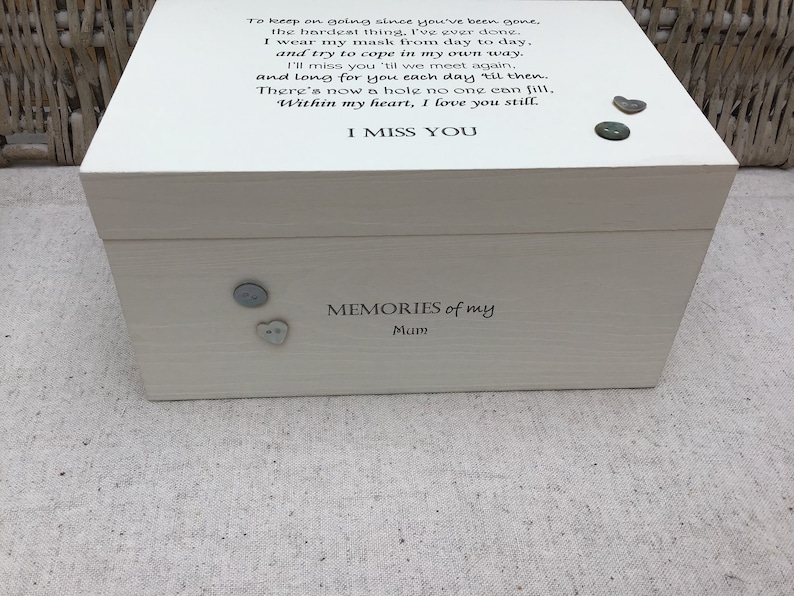 To keep on going since you've been gone,
the hardest thing, I've ever done.
I wear my mask from day to day,
and try to cope in my own way.
I'll miss you 'til we meet again,
and long for you each day 'til then.
There's now a hole no one can fill,
Within my heart, I love you still.
I MISS YOU
MEMORIES of my
Mum